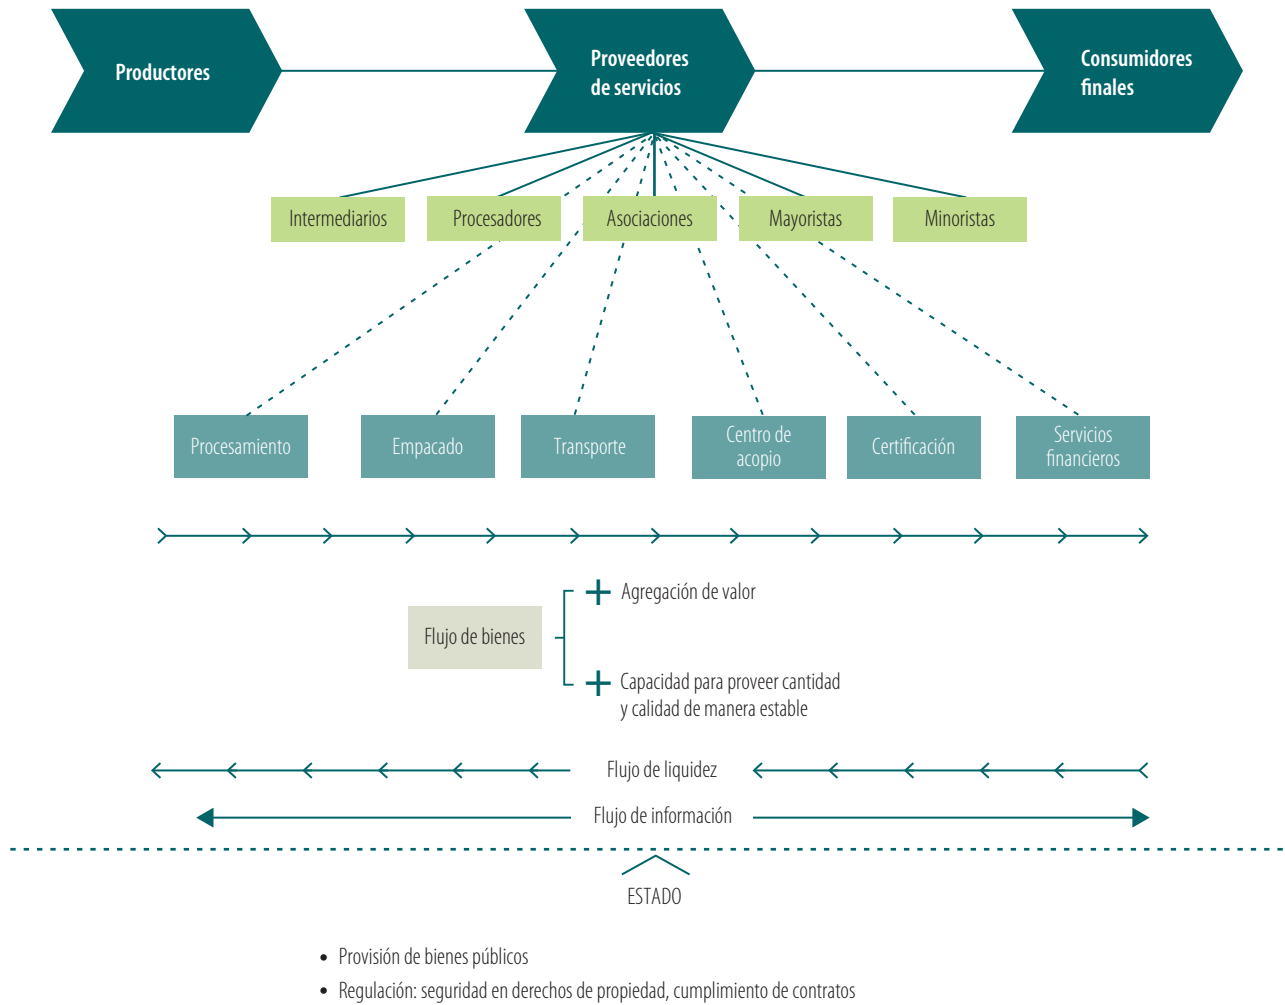 Productores
Proveedores
de servicios
Consumidores
finales
Intermediarios
Procesadores
Asociaciones
Mayoristas
Minoristas
Procesamiento
Empacado
Transporte
Centro de
acopio
Certificación
Servicios
financieros
Flujo de bienes
Agregación de valor
Capacidad para proveer cantidad
y calidad de manera estable
Flujo de liquidez
Flujo de información
ESTADO
• Provisión de bienes públicos
• Regulación: seguridad en derechos de propiedad, cumplimiento de contratos